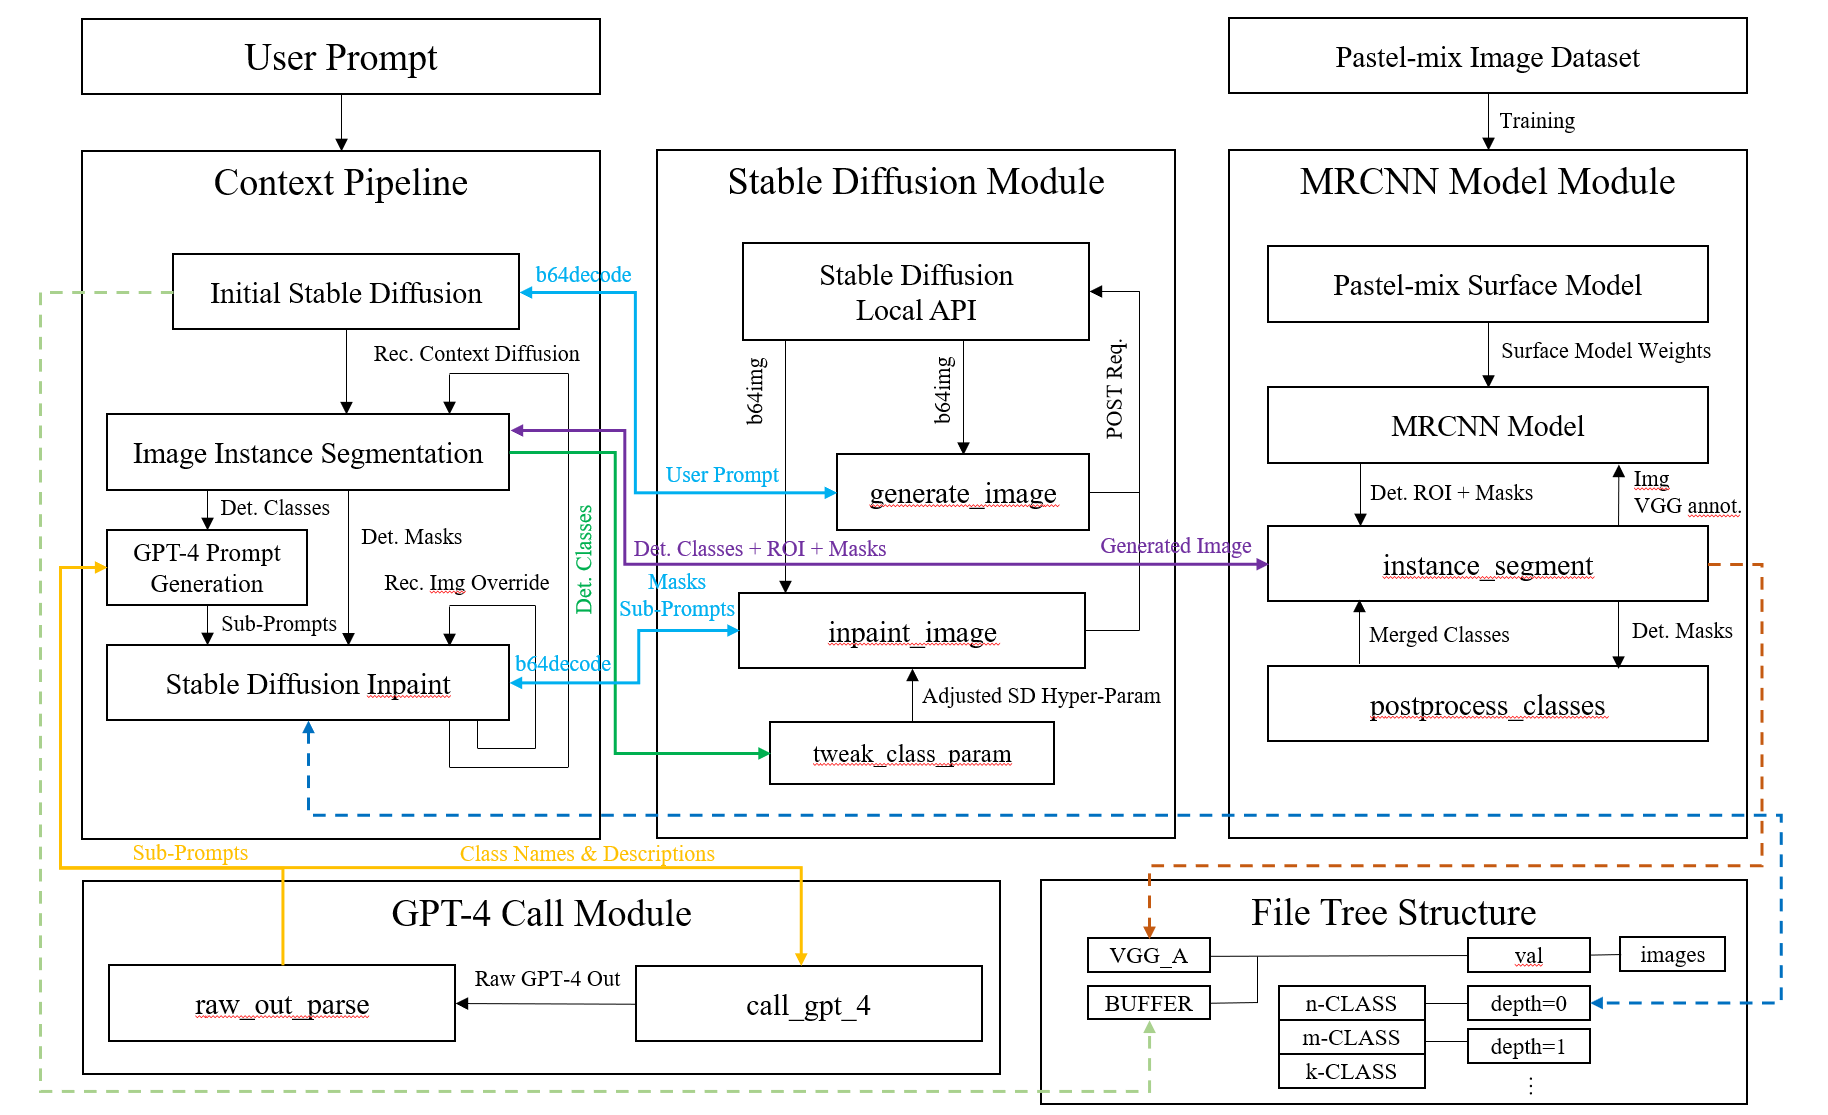 User Prompt
Pastel-mix Image Dataset
Training
Context Pipeline
Stable Diffusion Module
MRCNN Model Module
Initial Stable Diffusion
b64decode
Stable Diffusion
Local API
Pastel-mix Surface Model
Rec. Context Diffusion
b64img
b64img
POST Req.
Surface Model Weights
Image Instance Segmentation
MRCNN Model
User Prompt
generate_image
Det. ROI + Masks
Img
VGG annot.
Det. Classes
Det. Masks
Det. Classes
GPT-4 Prompt
Generation
Det. Classes + ROI + Masks
Generated Image
instance_segment
Rec. Img Override
Masks
Sub-Prompts
Sub-Prompts
inpaint_image
Merged Classes
Det. Masks
b64decode
Stable Diffusion Inpaint
Adjusted SD Hyper-Param
postprocess_classes
tweak_class_param
Sub-Prompts
Class Names & Descriptions
GPT-4 Call Module
File Tree Structure
VGG_A
val
images
raw_out_parse
Raw GPT-4 Out
call_gpt_4
BUFFER
n-CLASS
depth=0
m-CLASS
depth=1
k-CLASS
⋮